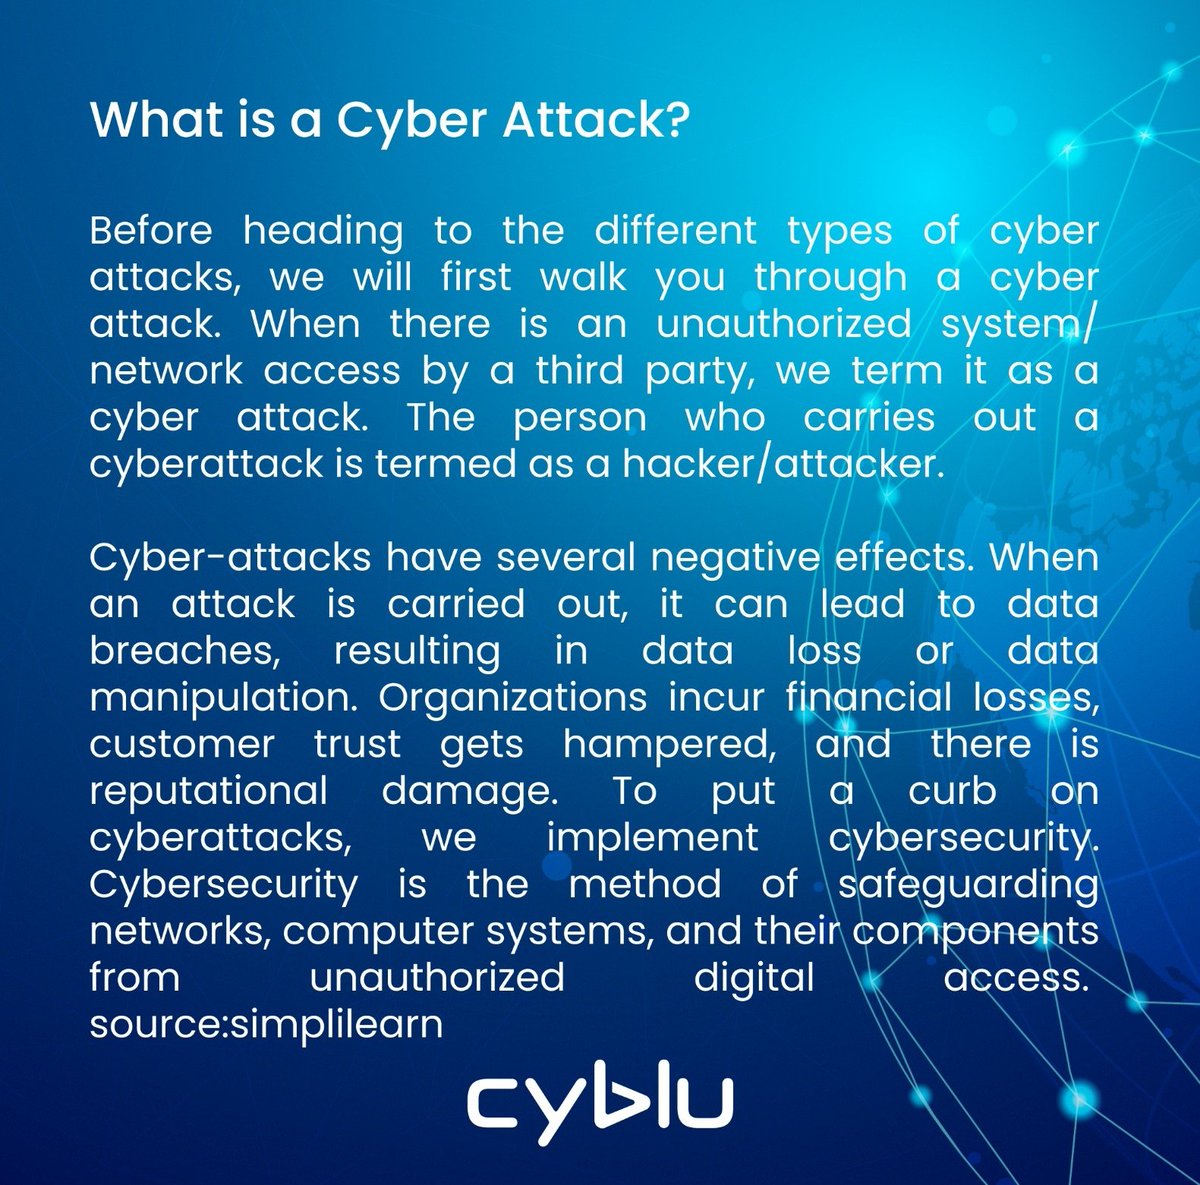 What is a Cyber Attack?
Before heading to the different types of cyber
attacks, we will first walk you through a cyber
attack. When there is an unauthorized system/
network access by a third party, we term it as a
cyber attack. The person who carries out a
cyberattack is termed as a hacker/attacker.
Cyber-attacks have several negative effects. When
an attack is carried out, it can lead to data
breaches, resulting in data loss or data
manipulation. Organizations incur financial losses,
customer trust gets hampered, and there is
reputational damage. To put a curb on
cyberattacks, we implement cybersecurity.
Cybersecurity is the method of safeguarding
networks, computer systems, and their components
from unauthorized digital access.
source:simplilearn
cyblu